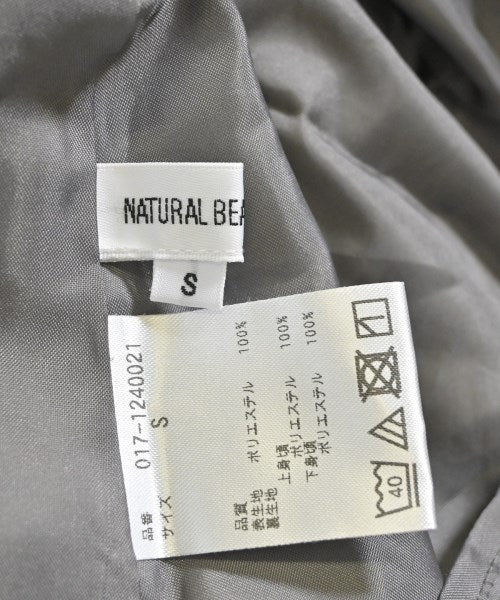 NATURAL BEA
S
品番 017-1240021
サイズ S
品質
表生地 ポリエステル 100%
裏生地
上身頃 ポリエステル 100%
下身頃 ポリエステル 100%
40